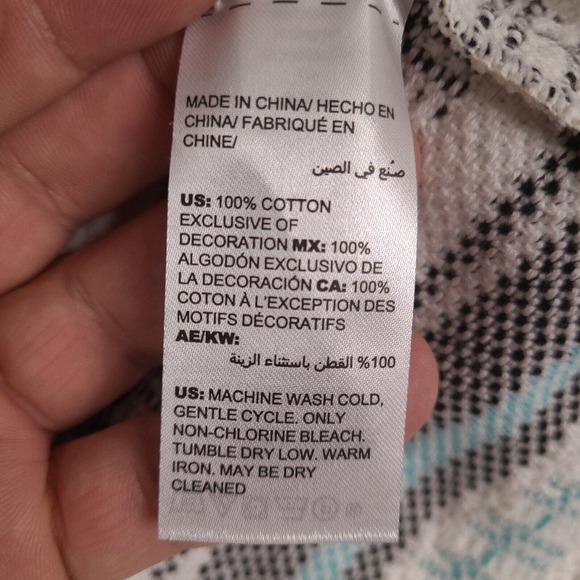 MADE IN CHINA/ HECHO EN
CHINA/ FABRIQUÉ EN
CHINE/
صُنع في الصين
US: 100% COTTON
EXCLUSIVE OF
DECORATION MX: 100%
ALGODÓN EXCLUSIVO DE
LA DECORACIÓN CA: 100%
COTON À L'EXCEPTION DES
MOTIFS DÉCORATIFS
AE/KW:
100% القطن باستثناء الزينة
US: MACHINE WASH COLD,
GENTLE CYCLE. ONLY
NON-CHLORINE BLEACH.
TUMBLE DRY LOW. WARM
IRON. MAY BE DRY
CLEANED